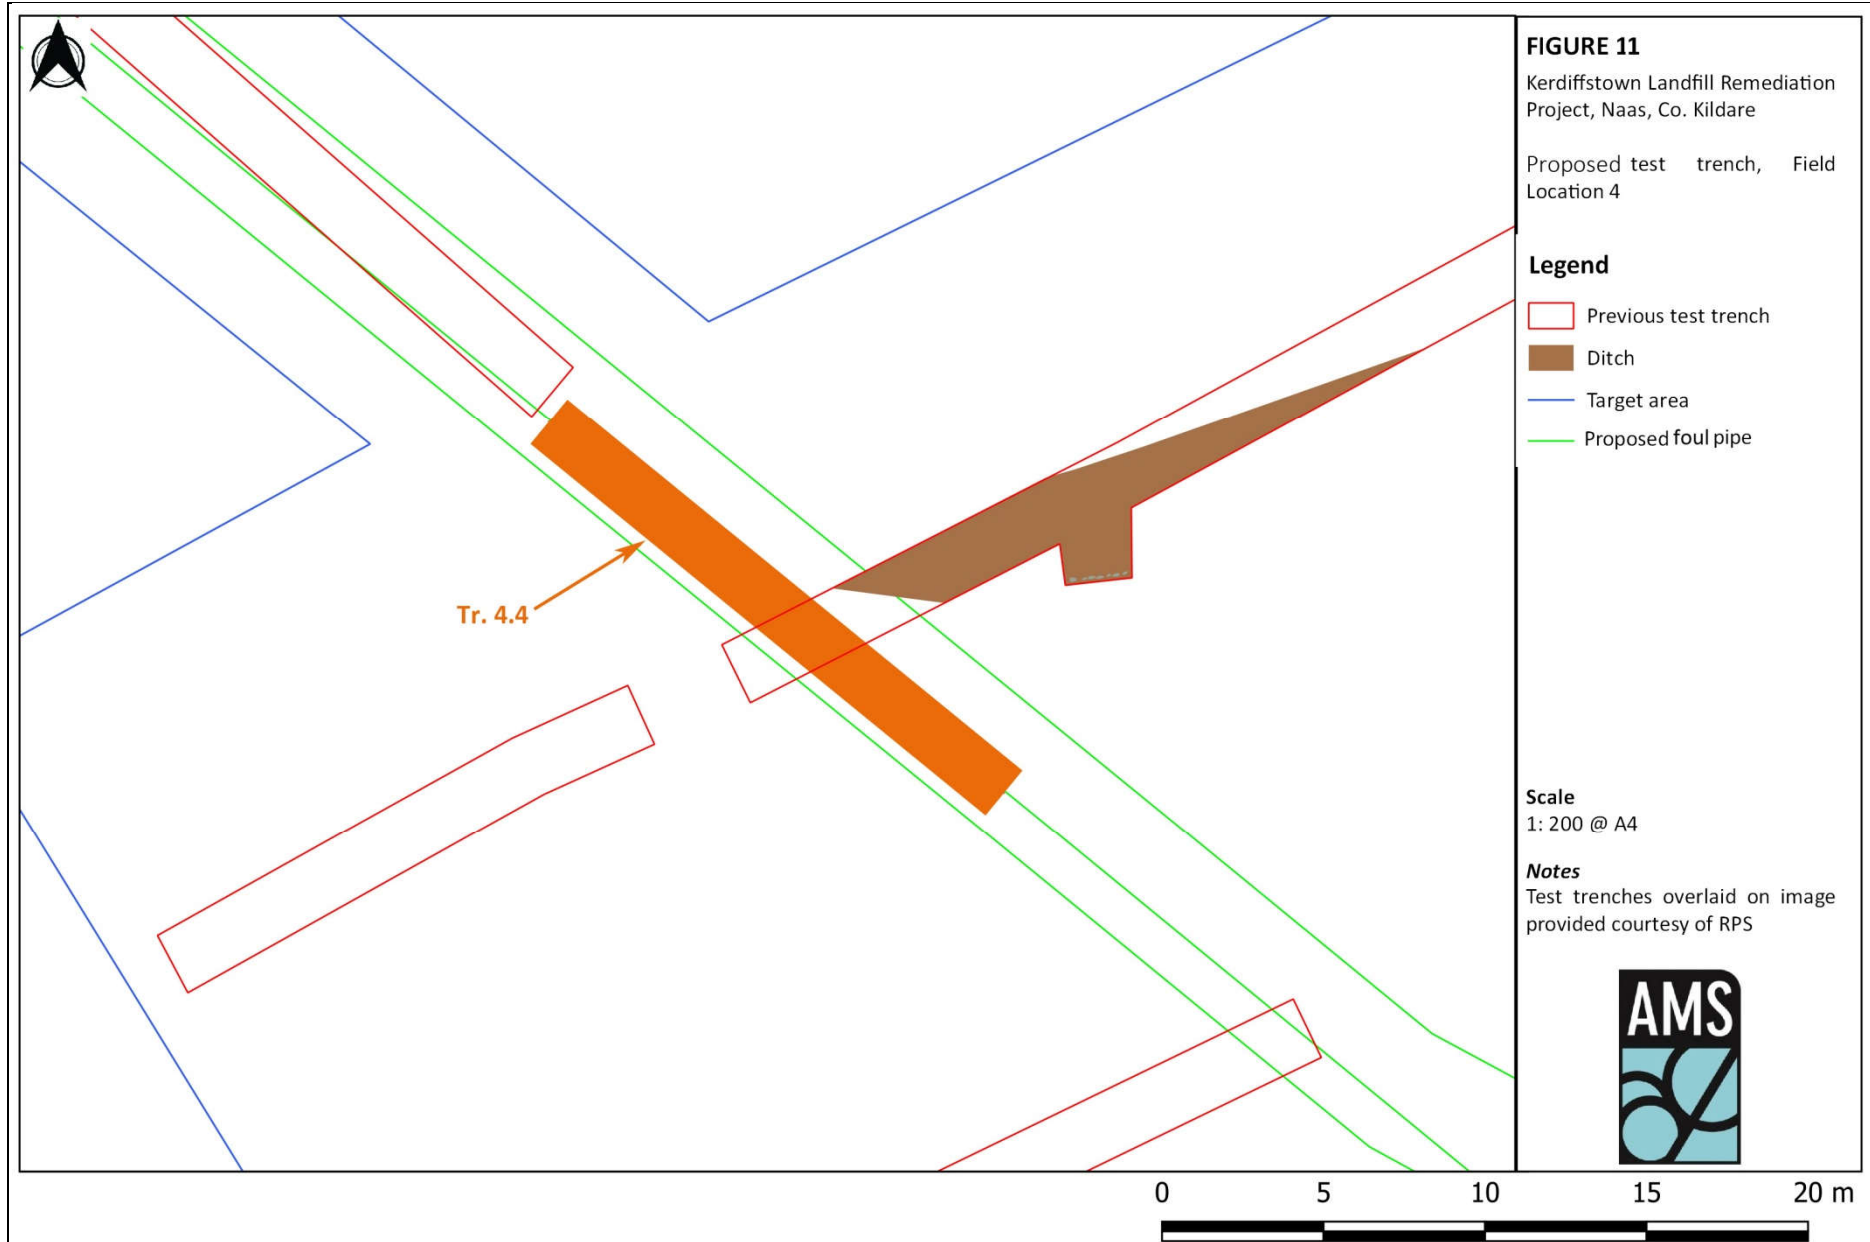 FIGURE 11
Kerdiffstown Landfill Remediation
Project, Naas, Co. Kildare
Proposed test trench, Field
Location 4
Legend
Previous test trench
Ditch
Target area
Proposed foul pipe
Tr. 4.4
Scale
1: 200 @ A4
Notes
Test trenches overlaid on image
provided courtesy of RPS
AMS
0 5 10 15 20 m